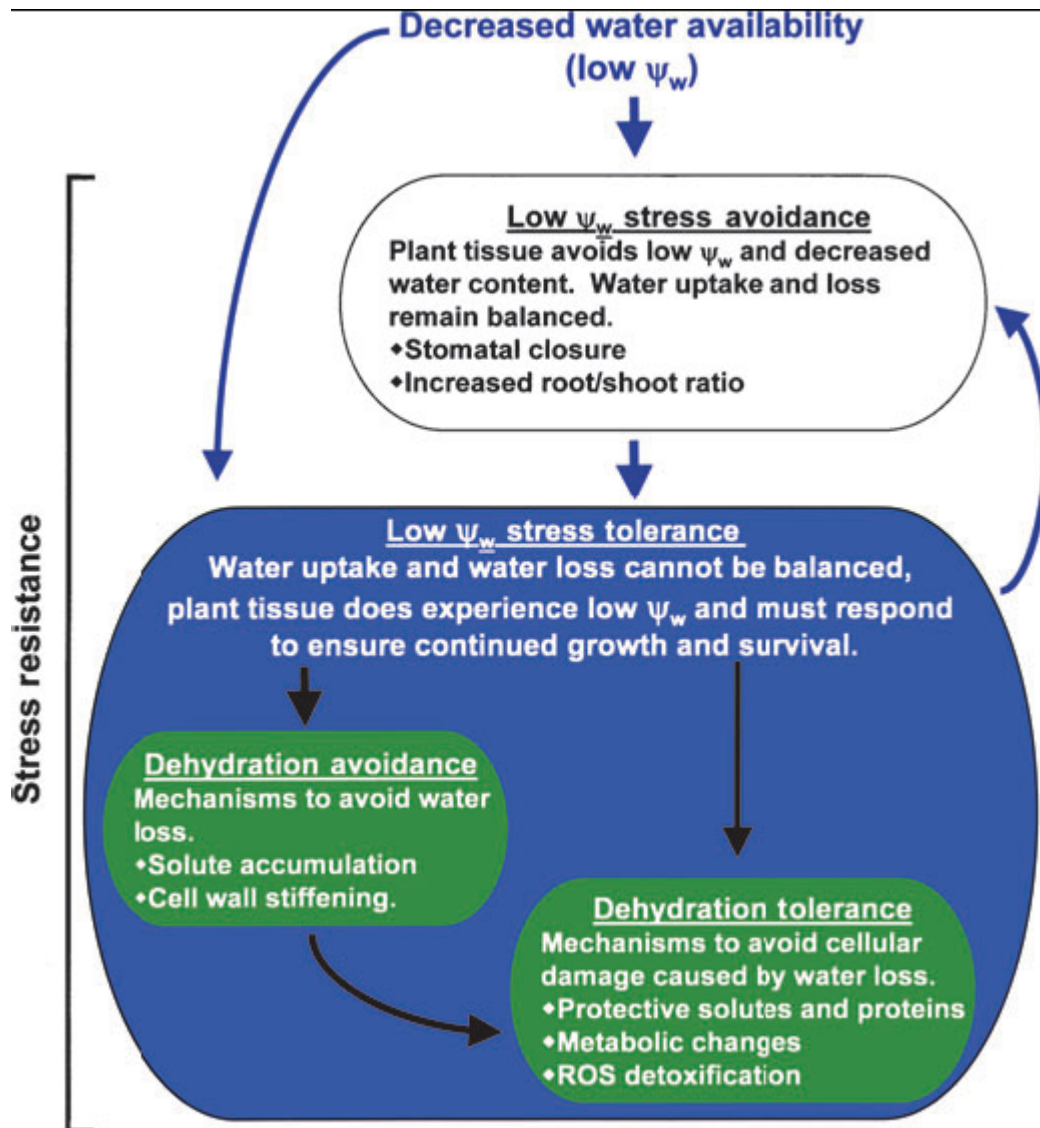 Decreased water availability
(low ψw)
Low ψw stress avoidance
Plant tissue avoids low ψw and decreased
water content. Water uptake and loss
remain balanced.
◆Stomatal closure
◆Increased root/shoot ratio
Stress resistance
Low ψw stress tolerance
Water uptake and water loss cannot be balanced,
plant tissue does experience low ψw and must respond
to ensure continued growth and survival.
Dehydration avoidance
Mechanisms to avoid water
loss.
◆Solute accumulation
◆Cell wall stiffening.
Dehydration tolerance
Mechanisms to avoid cellular
damage caused by water loss.
◆Protective solutes and proteins
◆Metabolic changes
◆ROS detoxification